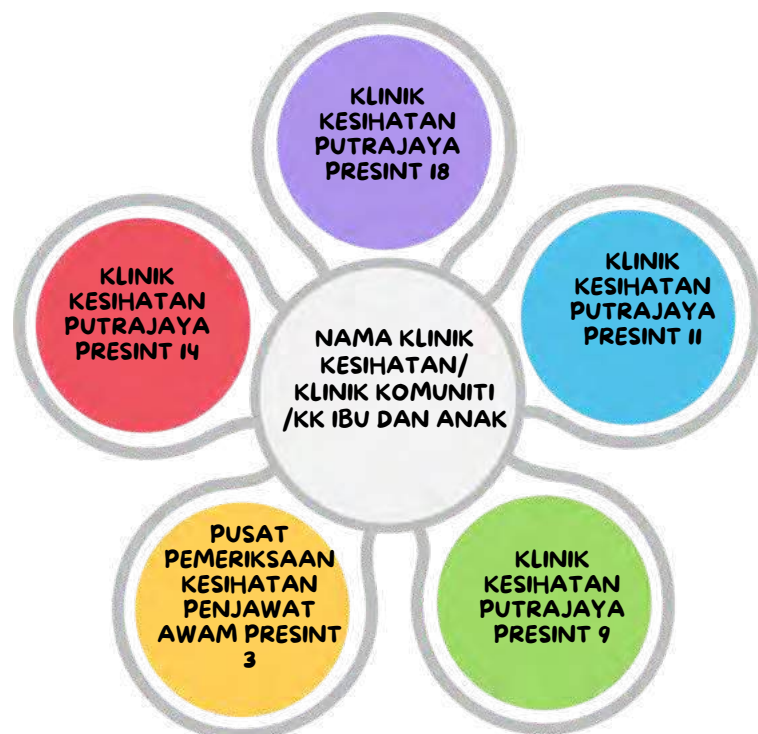 KLINIK
KESIHATAN
PUTRAJAYA
PRESINT 18
KLINIK
KESIHATAN
PUTRAJAYA
PRESINT 11
KLINIK
KESIHATAN
PUTRAJAYA
PRESINT 14
NAMA KLINIK
KESIHATAN/
KLINIK KOMUNITI
/KK IBU DAN ANAK
PUSAT
PEMERIKSAAN
KESIHATAN
PENJAWAT
AWAM PRESINT
3
KLINIK
KESIHATAN
PUTRAJAYA
PRESINT 9